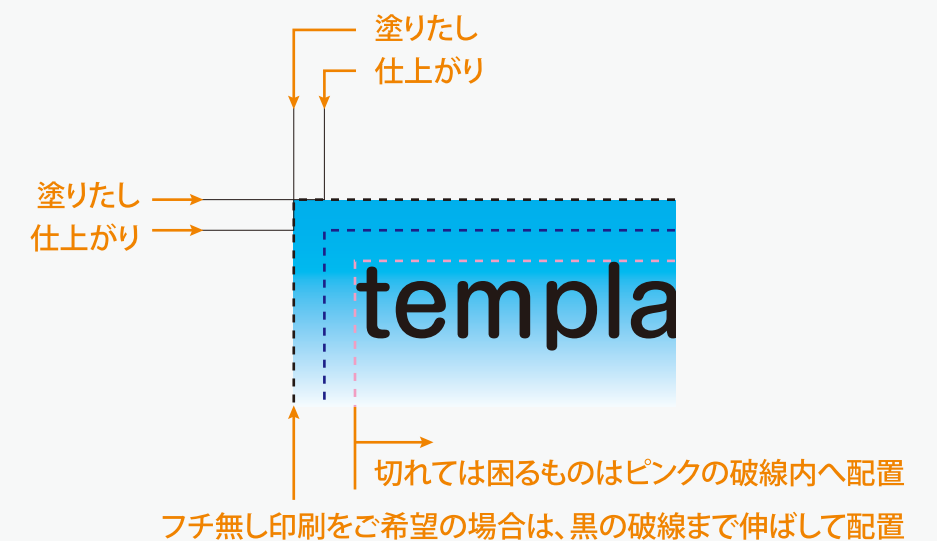 塗りたし
仕上がり
塗りたし
仕上がり
templa
切れては困るものはピンクの破線内へ配置
フチ無し印刷をご希望の場合は、黒の破線まで伸ばして配置